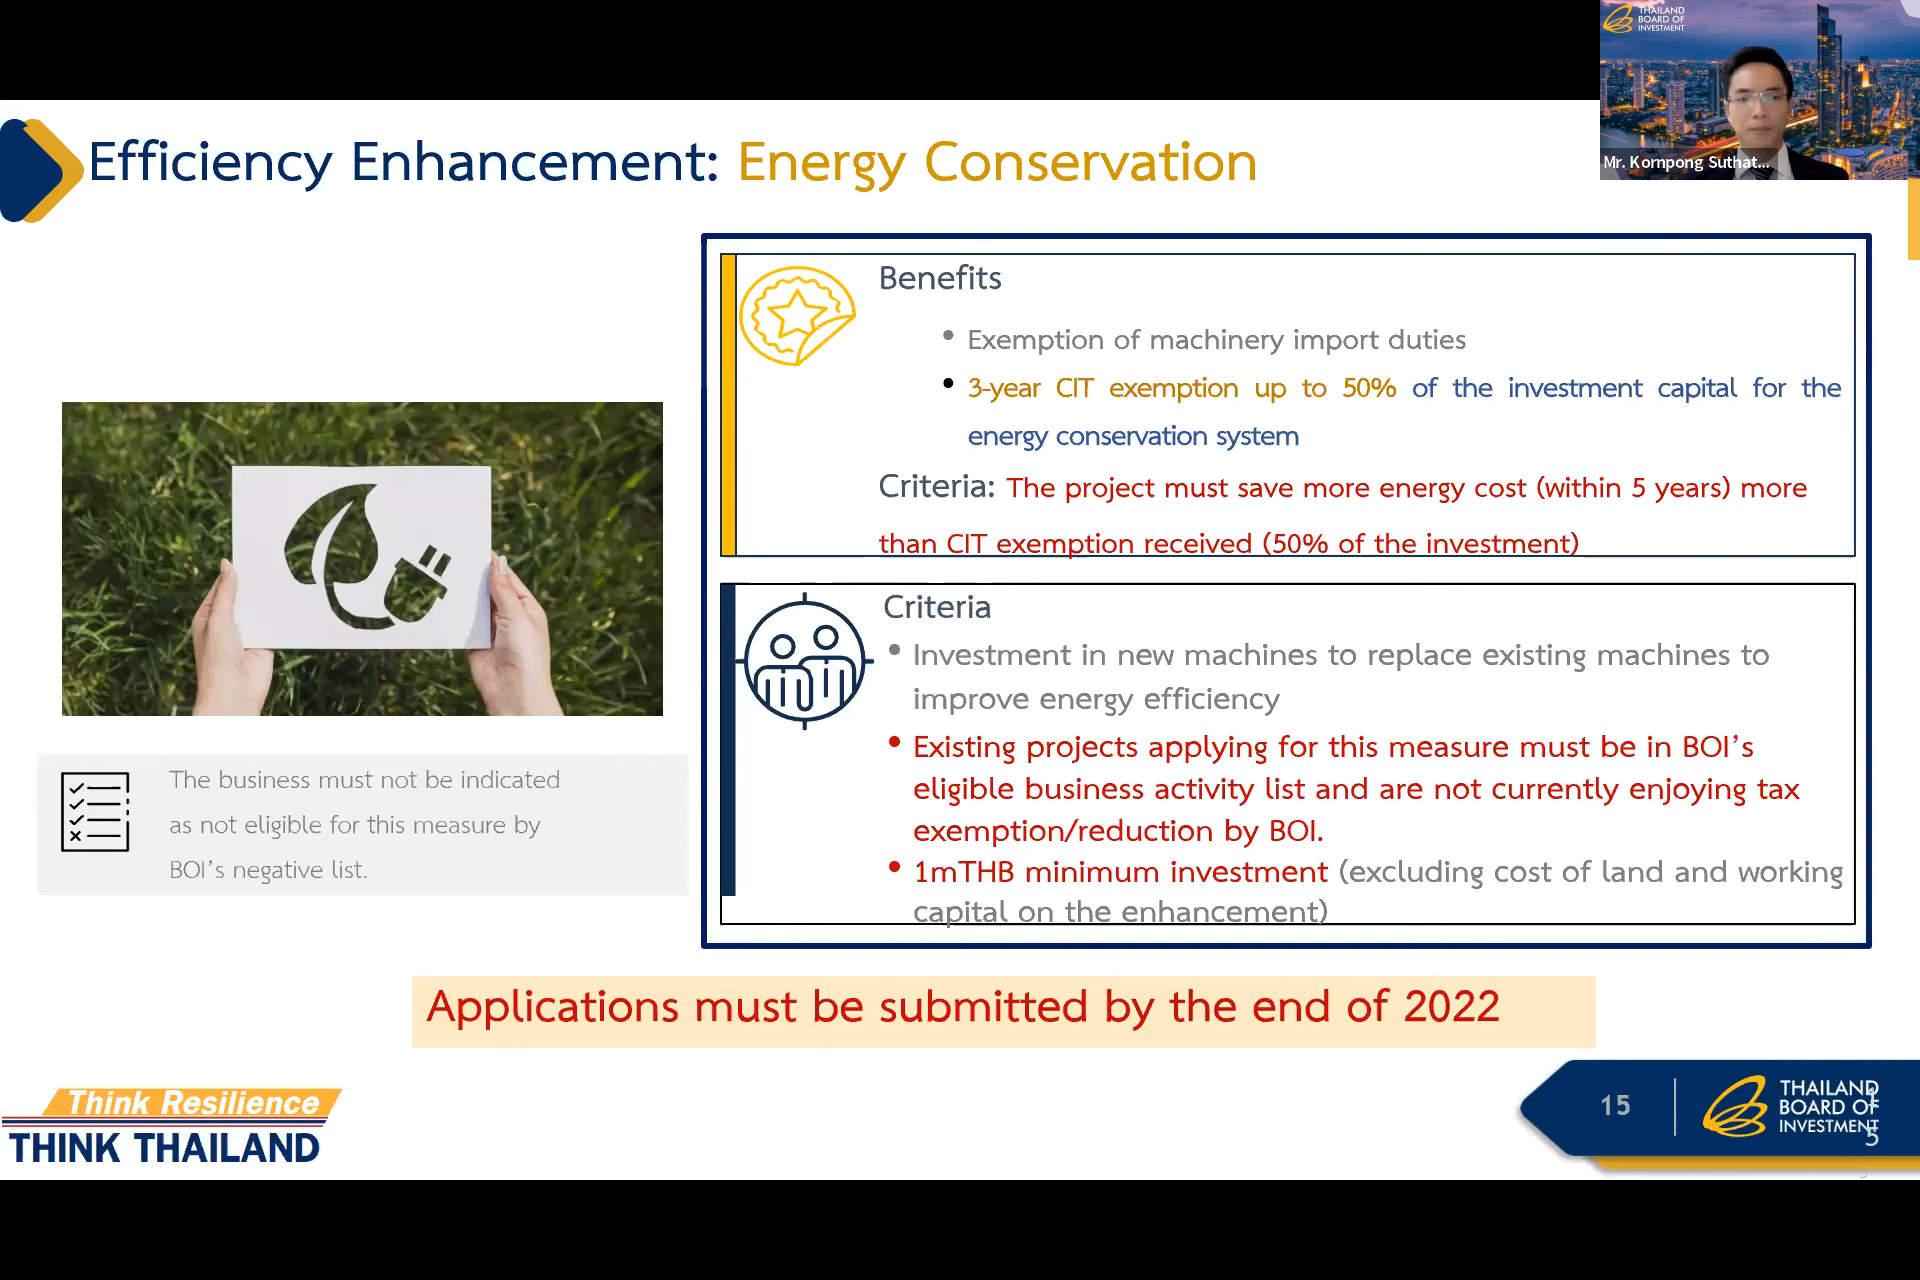 THAILAND
BOARD OF
INVESTMENT
Mr. Kornpong Suthat...
Efficiency Enhancement: Energy Conservation
Benefits
• Exemption of machinery import duties
• 3-year CIT exemption up to 50% of the investment capital for the
energy conservation system
Criteria: The project must save more energy cost (within 5 years) more
than CIT exemption received (50% of the investment)
Criteria
• Investment in new machines to replace existing machines to
improve energy efficiency
• Existing projects applying for this measure must be in BOI's
eligible business activity list and are not currently enjoying tax
exemption/reduction by BOI.
• 1mTHB minimum investment (excluding cost of land and working
capital on the enhancement)
The business must not be indicated
as not eligible for this measure by
BOI's negative list.
Applications must be submitted by the end of 2022
Think Resilience
THINK THAILAND
15
THAILAND
BOARD OF
INVESTMENT
1
5